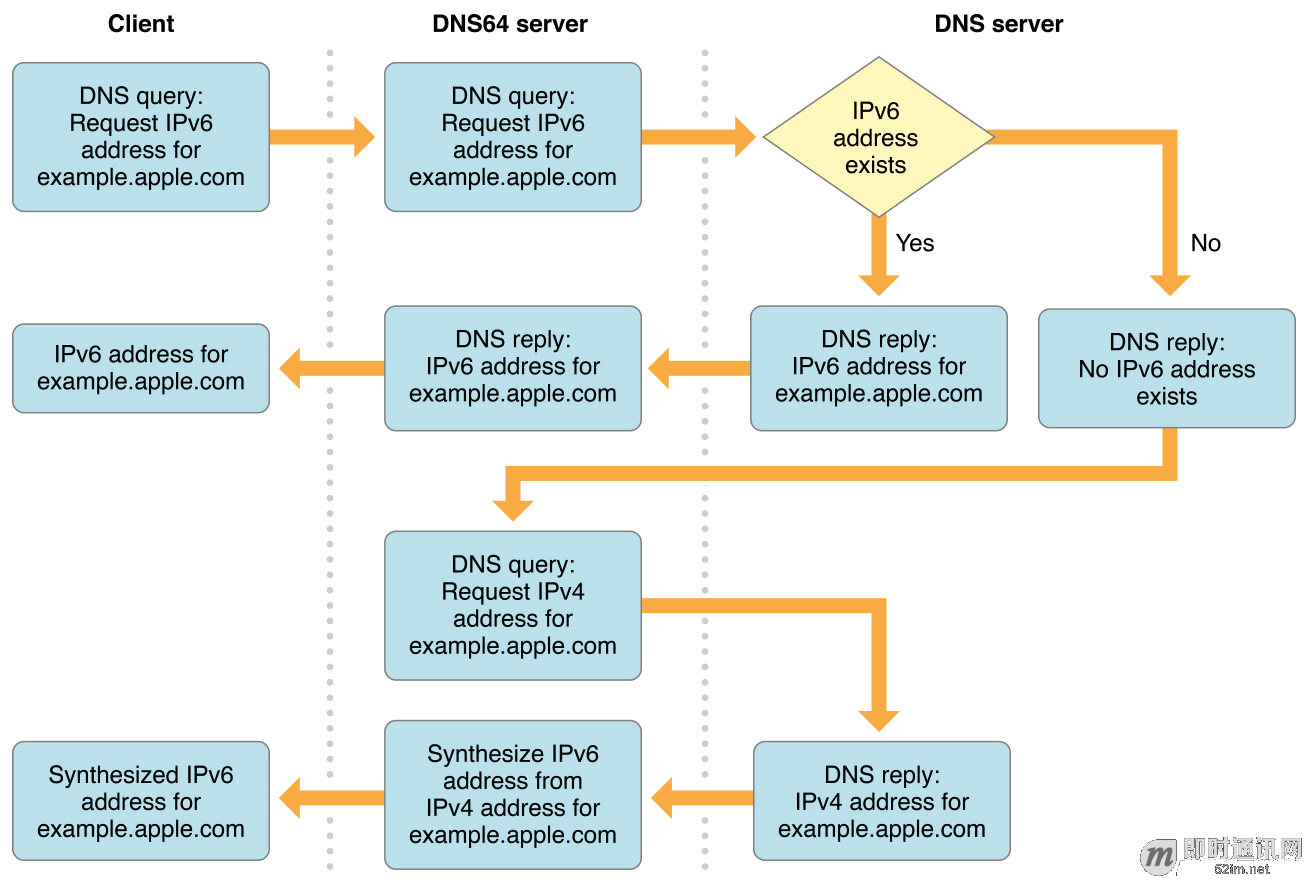 Client
DNS64 server
DNS server
DNS query:
Request IPv6
address for
example.apple.com
DNS query:
Request IPv6
address for
example.apple.com
IPv6
address
exists
Yes
No
IPv6 address for
example.apple.com
DNS reply:
IPv6 address for
example.apple.com
DNS reply:
IPv6 address for
example.apple.com
DNS reply:
No IPv6 address
exists
DNS query:
Request IPv4
address for
example.apple.com
Synthesized IPv6
address for
example.apple.com
Synthesize IPv6
address from
IPv4 address for
example.apple.com
DNS reply:
IPv4 address for
example.apple.com
m 即时通讯网
52im.net